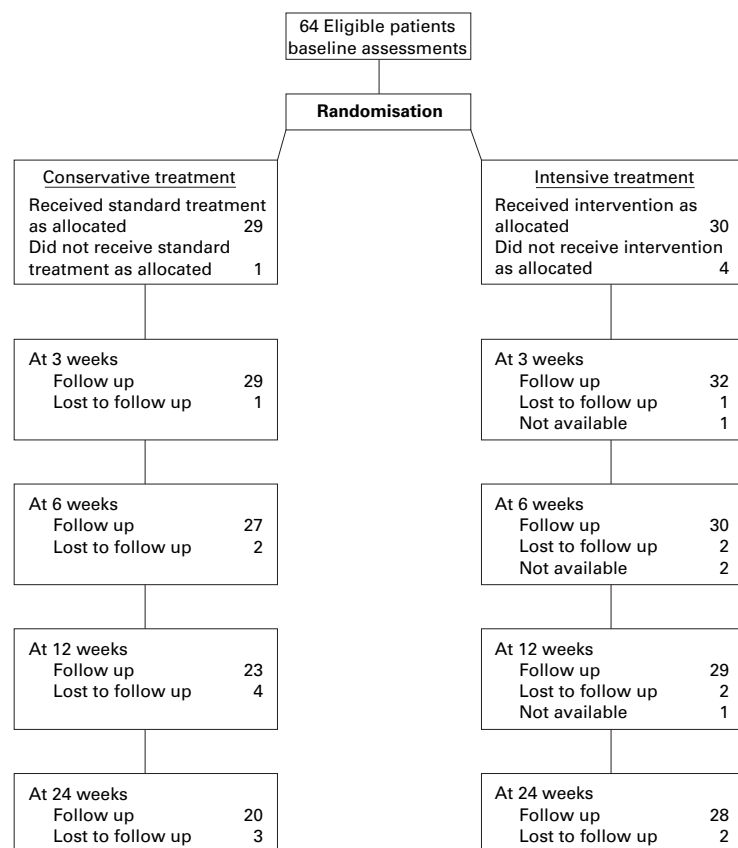 64 Eligible patients
baseline assessments
Randomisation
Conservative treatment
Received standard treatment
as allocated 29
Did not receive standard
treatment as allocated 1
Intensive treatment
Received intervention as
allocated 30
Did not receive intervention
as allocated 4
At 3 weeks
Follow up 29
Lost to follow up 1
At 3 weeks
Follow up 32
Lost to follow up 1
Not available 1
At 6 weeks
Follow up 27
Lost to follow up 2
At 6 weeks
Follow up 30
Lost to follow up 2
Not available 2
At 12 weeks
Follow up 23
Lost to follow up 4
At 12 weeks
Follow up 29
Lost to follow up 2
Not available 1
At 24 weeks
Follow up 20
Lost to follow up 3
At 24 weeks
Follow up 28
Lost to follow up 2